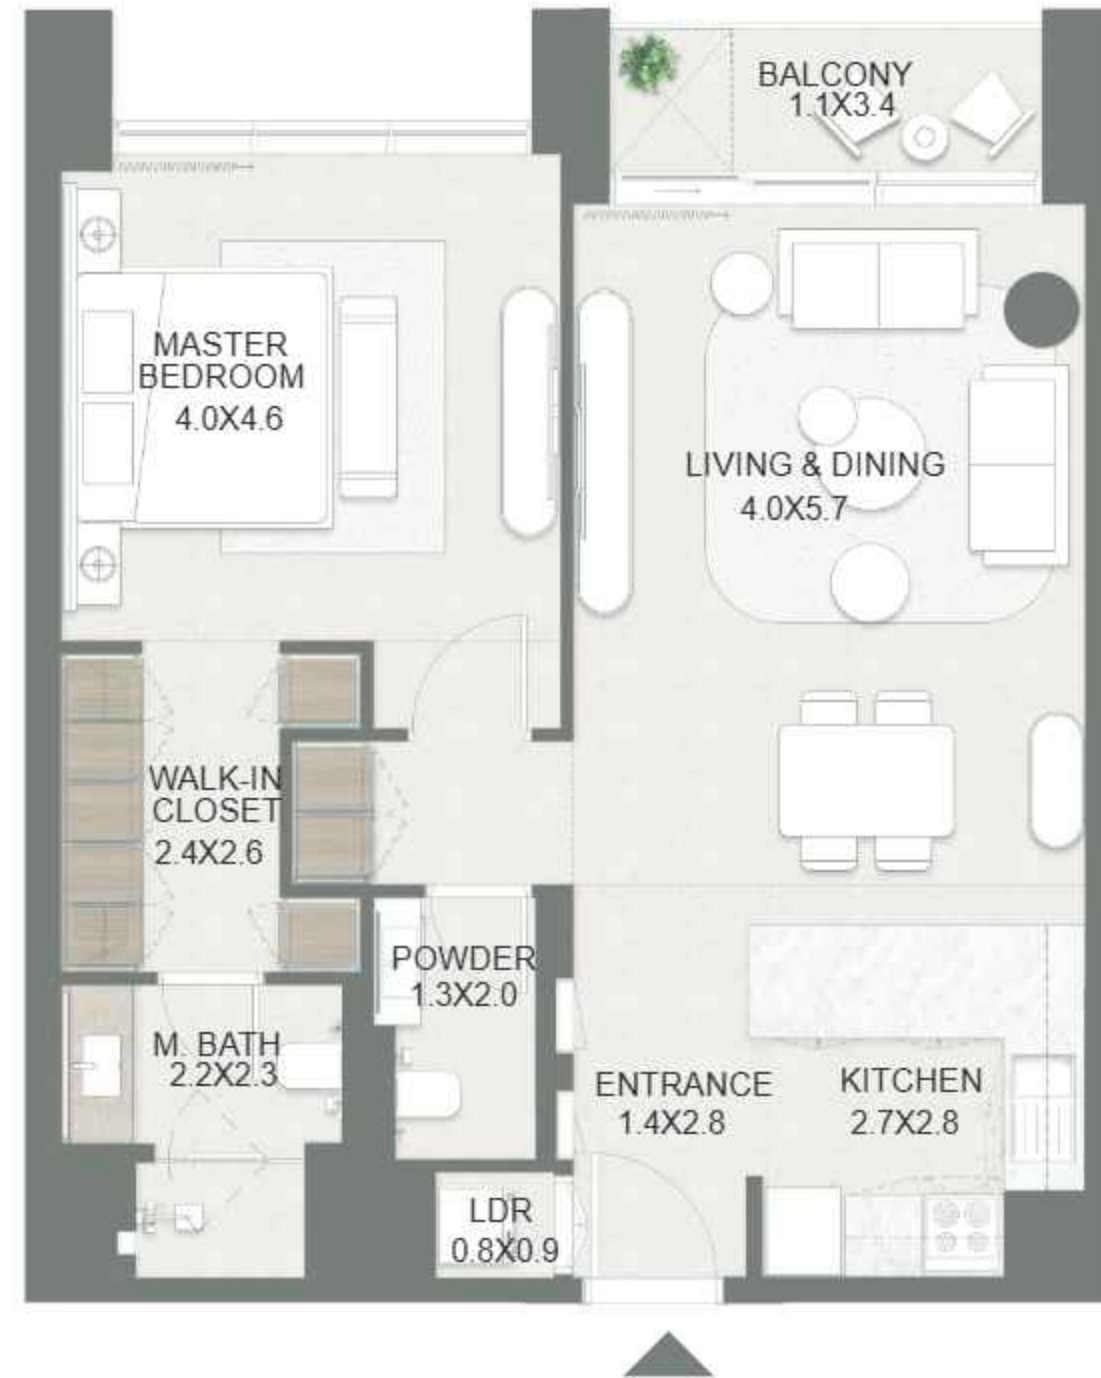 BALCONY
1.1X3.4
MASTER
BEDROOM
4.0X4.6
LIVING & DINING
4.0X5.7
WALK-IN
CLOSET
2.4X2.6
POWDER
1.3X2.0
M. BATH
2.2X2.3
ENTRANCE
1.4X2.8
KITCHEN
2.7X2.8
LDR
0.8X0.9